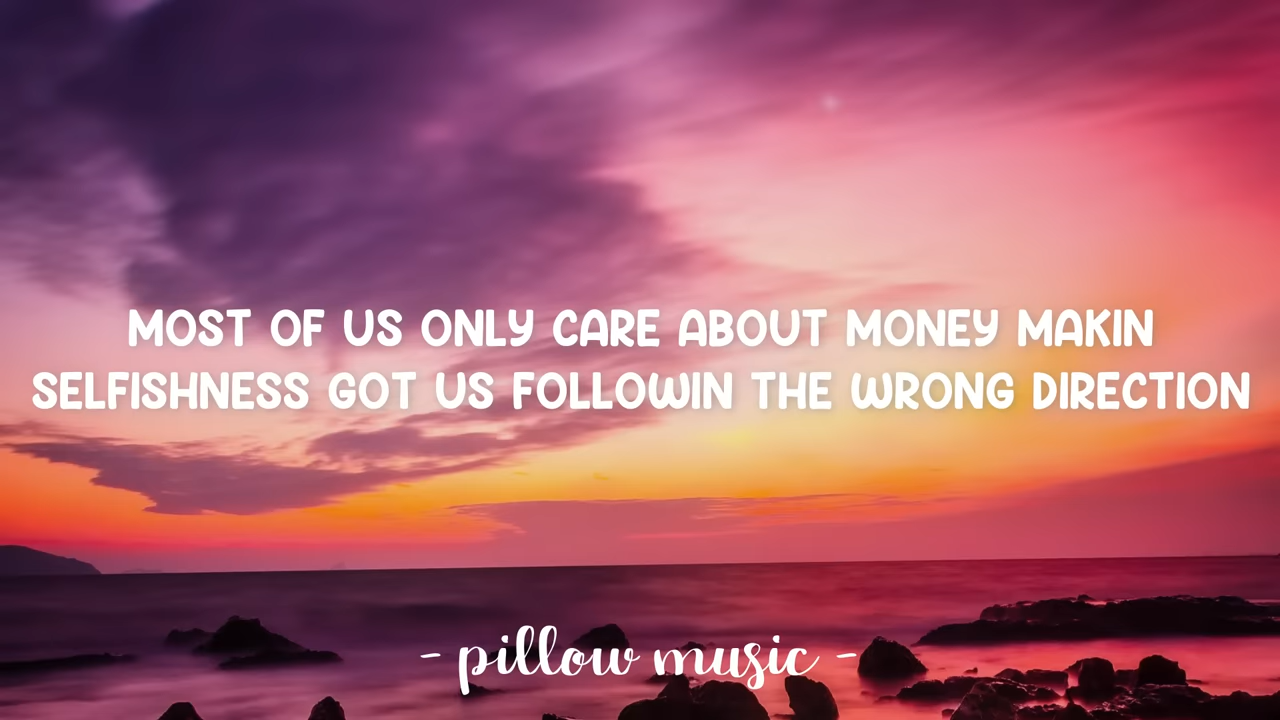 MOST OF US ONLY CARE ABOUT MONEY MAKIN
SELFISHNESS GOT US FOLLOWIN THE WRONG DIRECTION
- pillow music -